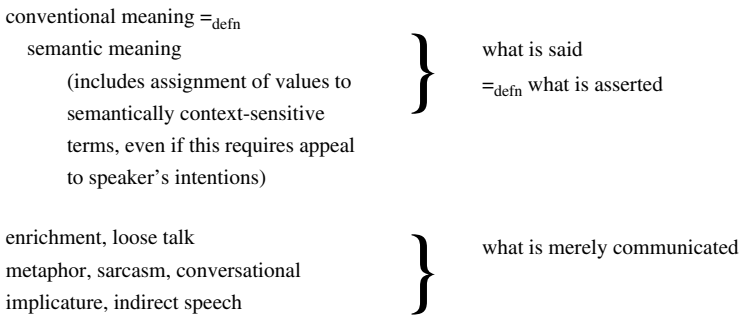 conventional meaning =defn
semantic meaning
(includes assignment of values to
semantically context-sensitive
terms, even if this requires appeal
to speaker's intentions)
} what is said
=defn what is asserted
enrichment, loose talk
metaphor, sarcasm, conversational
implicature, indirect speech
} what is merely communicated